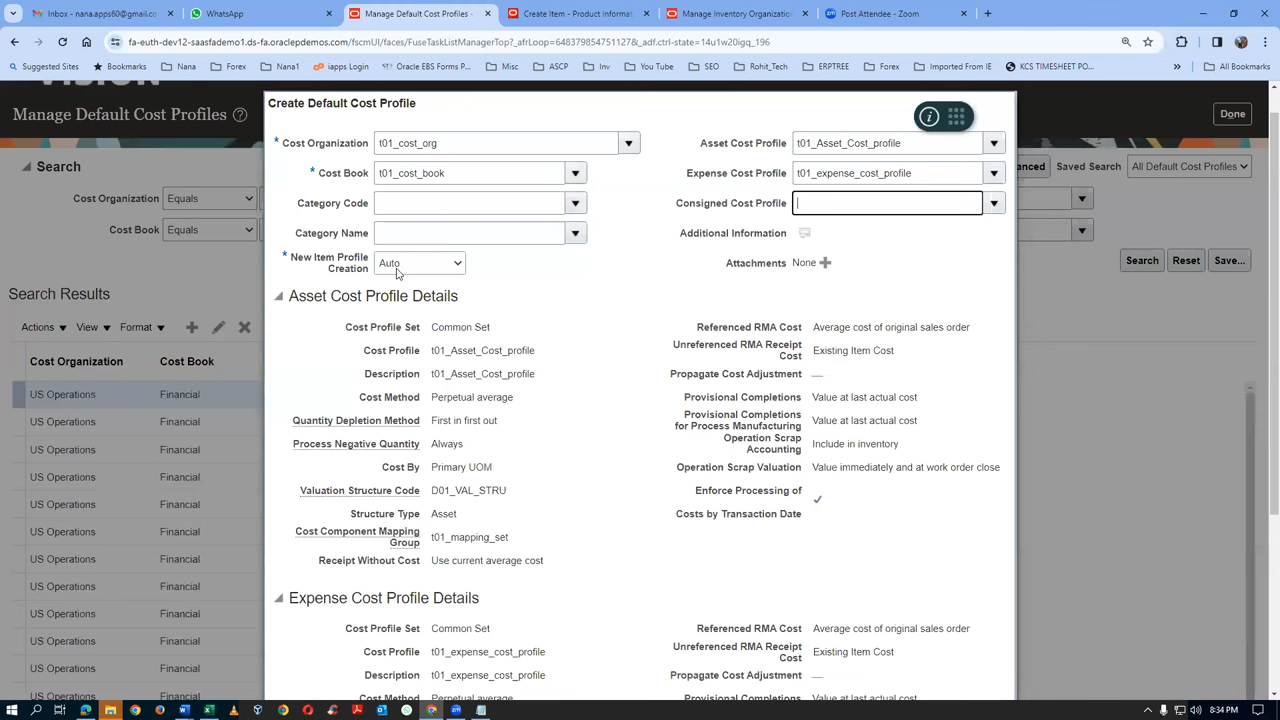 Inbox - nana.apps60@gmail.co
WhatsApp
Manage Default Cost Profiles -
Create Item - Product Informat
Manage Inventory Organization
Post Attendee - Zoom
fa-euth-dev12-saasfademo1.ds-fa.oraclepdemos.com/fscmUI/faces/FuseTaskListManagerTop?_afrLoop=648379854751127&_adf.ctrl-state=14u1w20igq_196
Suggested Sites
Nana
Forex
Nana1
iapps Login
Oracle EBS Forms P...
Misc
ASCP
Inv
You Tube
SEO
Rohit_Tech
ERPTREE
Forex
Imported From IE
KCS TIMESHEET PO...
All Bookmarks
Manage Default Cost Profiles
Done
Search
Advanced
Saved Search
All Default Cost Profiles
Cost Organization
Equals
Cost Book
Equals
Search
Reset
Save...
Search Results
Actions
View
Format
Cost Organization
Cost Book
US Operations
Financial
US Operations
Financial
US Operations
Financial
US Operations
Financial
US Operations
Financial
US Operations
Financial
US Operations
Financial
US Operations
Financial
US Operations
Financial
US Operations
Financial
US Operations
Financial
US Operations
Financial
Create Default Cost Profile
* Cost Organization
t01_cost_org
* Cost Book
t01_cost_book
Category Code
Category Name
* New Item Profile
Creation
Auto
Asset Cost Profile
t01_Asset_Cost_profile
Expense Cost Profile
t01_expense_cost_profile
Consigned Cost Profile
Additional Information
Attachments
None
Asset Cost Profile Details
Cost Profile Set
Common Set
Cost Profile
t01_Asset_Cost_profile
Description
t01_Asset_Cost_profile
Cost Method
Perpetual average
Quantity Depletion Method
First in first out
Process Negative Quantity
Always
Cost By
Primary UOM
Valuation Structure Code
D01_VAL_STRU
Structure Type
Asset
Cost Component Mapping
Group
t01_mapping_set
Receipt Without Cost
Use current average cost
Referenced RMA Cost
Average cost of original sales order
Unreferenced RMA Receipt
Cost
Existing Item Cost
Propagate Cost Adjustment
Provisional Completions
Value at last actual cost
Provisional Completions
for Process Manufacturing
Value at last actual cost
Operation Scrap
Accounting
Include in inventory
Operation Scrap Valuation
Value immediately and at work order close
Enforce Processing of
Costs by Transaction Date
Expense Cost Profile Details
Cost Profile Set
Common Set
Cost Profile
t01_expense_cost_profile
Description
t01_expense_cost_profile
Cost Method
Perpetual average
Referenced RMA Cost
Average cost of original sales order
Unreferenced RMA Receipt
Cost
Existing Item Cost
Propagate Cost Adjustment
Provisional Completions
Value at last actual cost
8:34 PM